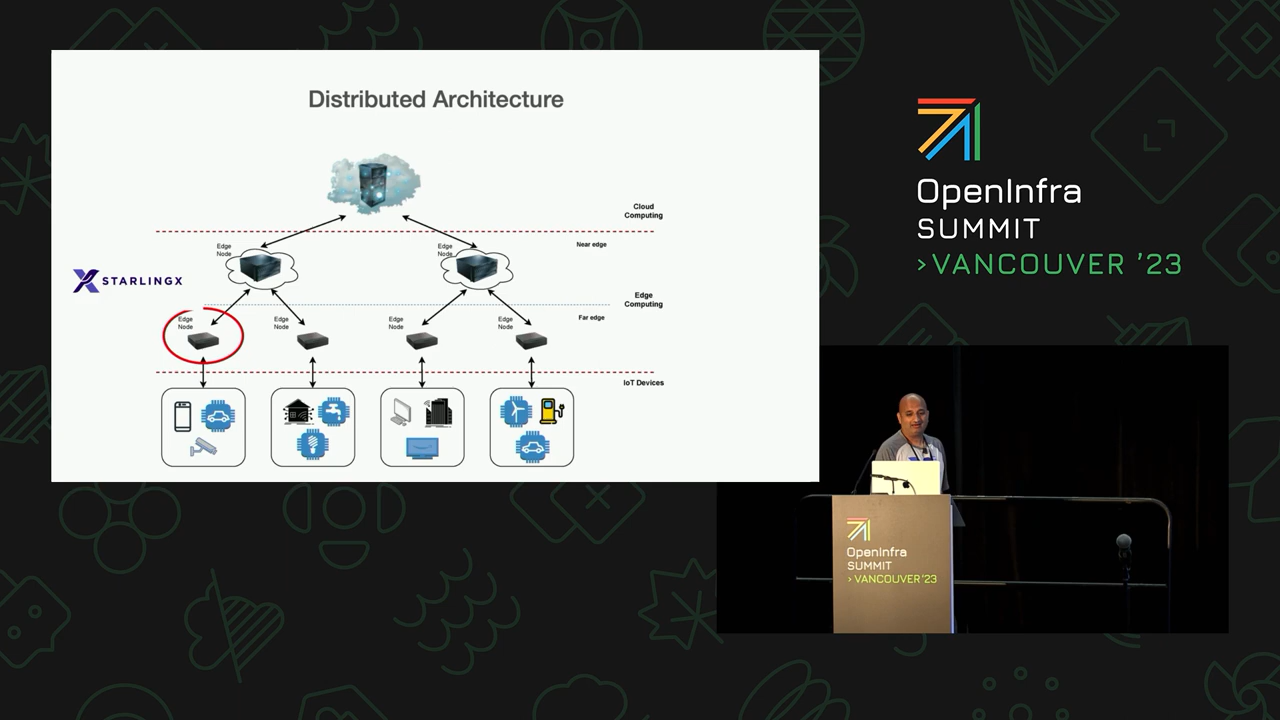 Distributed Architecture
Cloud
Computing
Edge
Node
Edge
Node
Near edge
STARLINGX
Edge
Computing
Edge
Node
Edge
Node
Edge
Node
Edge
Node
Far edge
IoT Devices
OpenInfra
SUMMIT
>VANCOUVER ’23
OpenInfra
SUMMIT
> VANCOUVER ’23